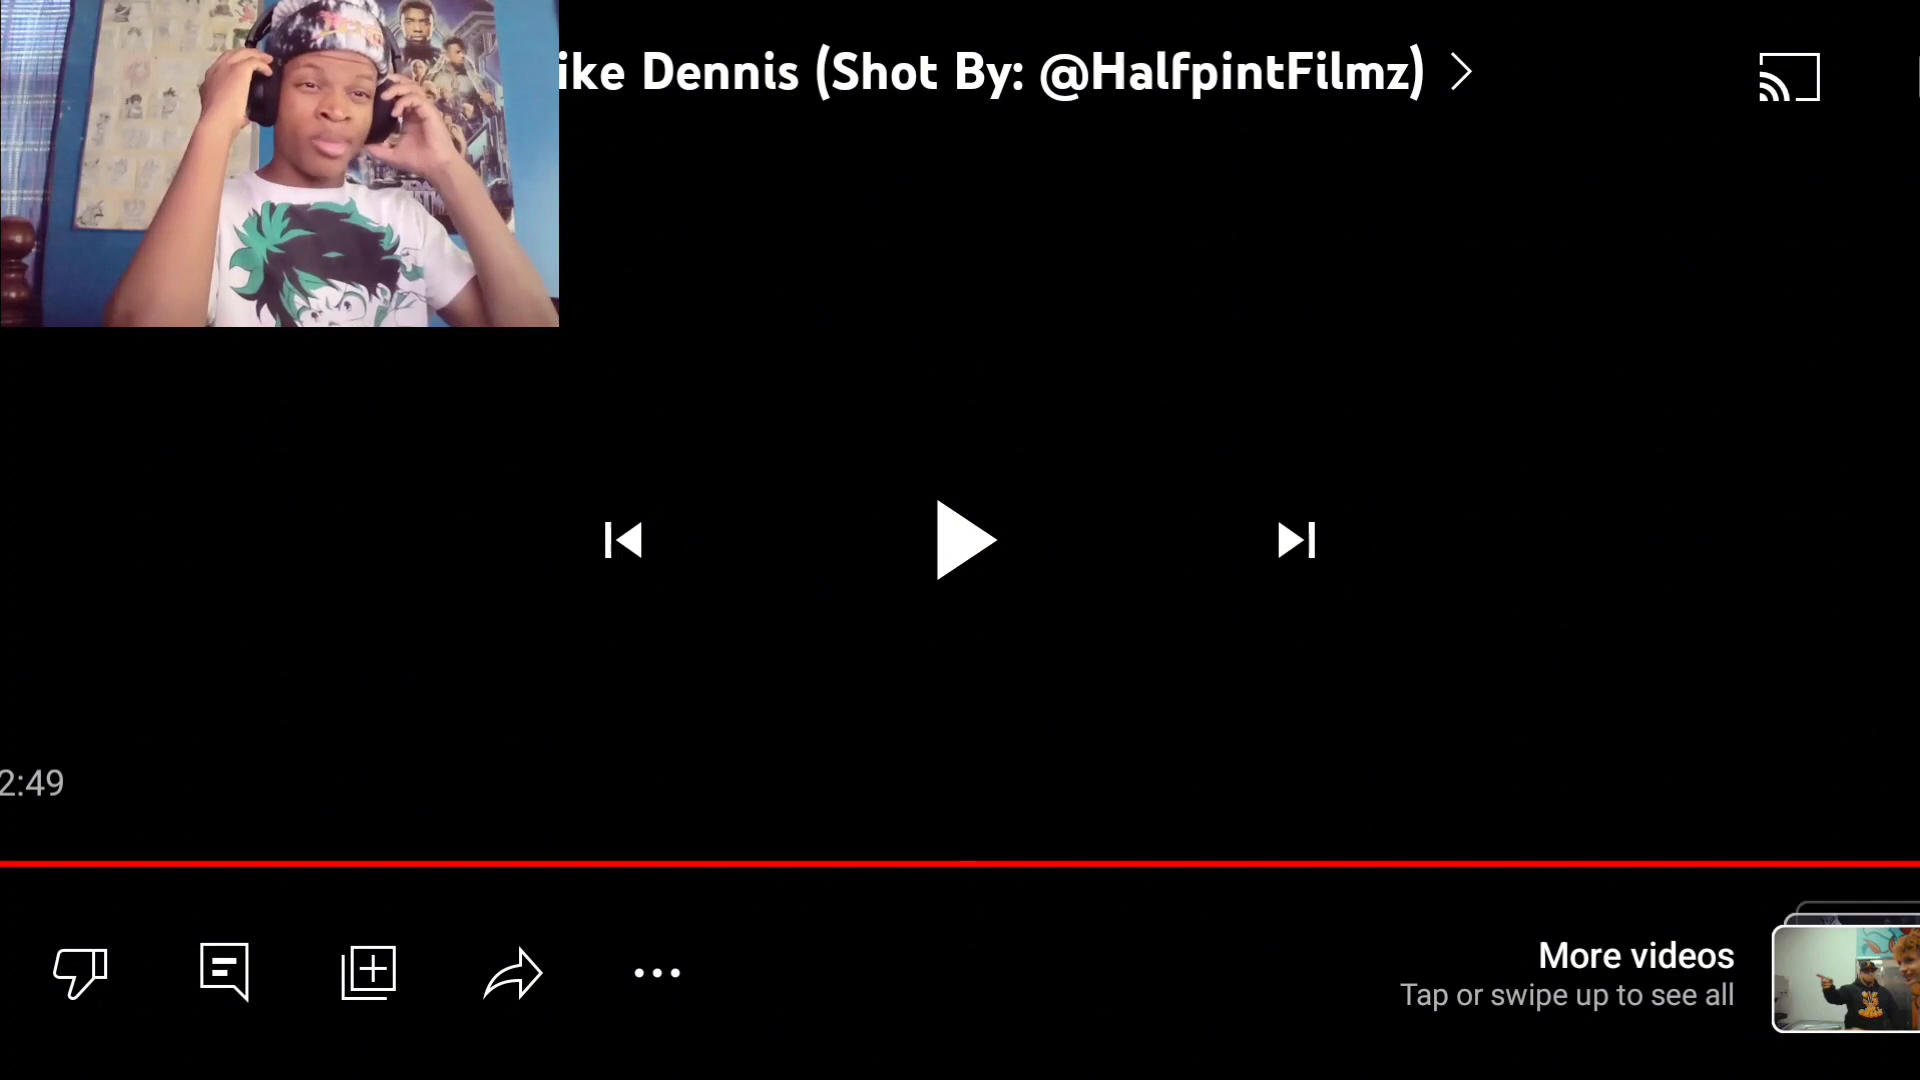 ike Dennis (Shot By: @HalfpintFilmz)
2:49
More videos
Tap or swipe up to see all